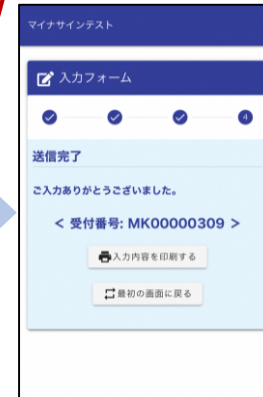 マイナサインテスト
入力フォーム
4
送信完了
ご入力ありがとうございました。
< 受付番号: MK00000309 >
入力内容を印刷する
最初の画面に戻る